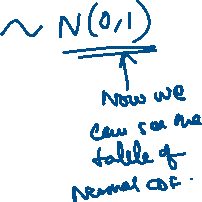 ~ N(0,1)
Now we
can see the
table of
Normal CDF.